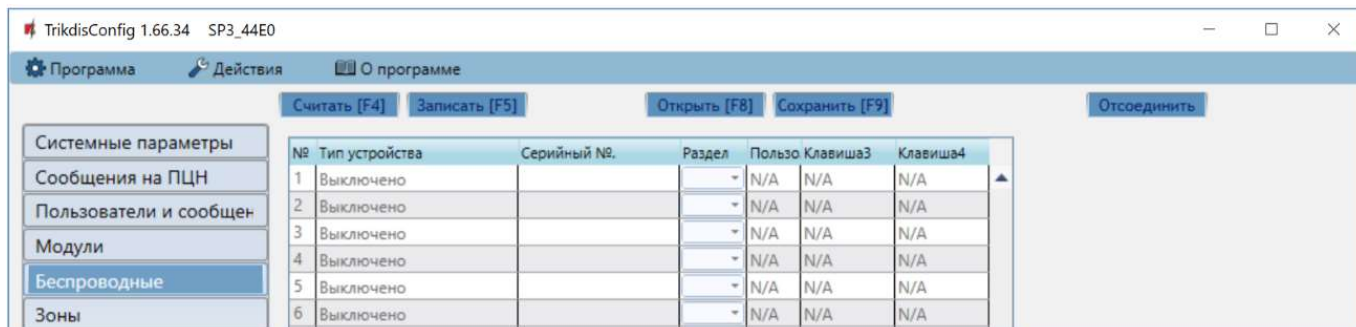 TrikdisConfig 1.66.34 SP3_44E0
Программа Действия О программе
Считать [F4] Записать [F5] Открыть [F8] Сохранить [F9] Отсоединить
Системные параметры
Сообщения на ПЦН
Пользователи и сообщен
Модули
Беспроводные
Зоны
№ Тип устройства Серийный №. Раздел Пользо Клавиша3 Клавиша4
1 Выключено N/A N/A N/A
2 Выключено N/A N/A N/A
3 Выключено N/A N/A N/A
4 Выключено N/A N/A N/A
5 Выключено N/A N/A N/A
6 Выключено N/A N/A N/A